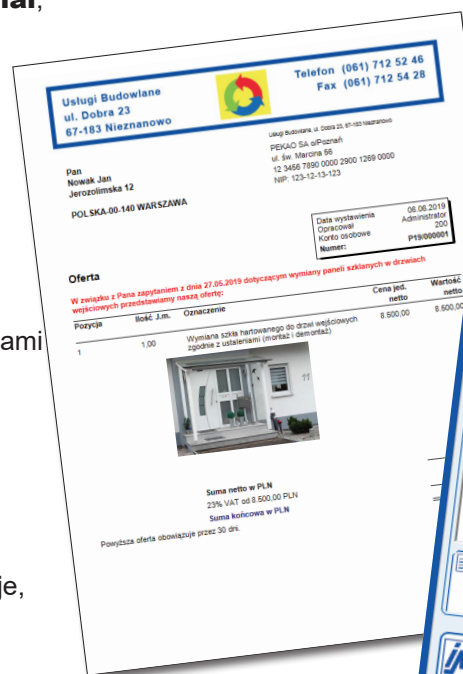 Usługi Budowlane
ul. Dobra 23
67-183 Nieznanowo
Telefon (061) 712 52 46
Fax (061) 712 54 28
Usługi Budowlane, ul. Dobra 23, 67-183 Nieznanowo
PEKAO SA o/Poznań
ul. św. Marcina 66
12 3456 7890 0000 2900 1269 0000
NIP: 123-12-13-123
Pan
Nowak Jan
Jerozolimska 12
POLSKA-00-140 WARSZAWA
Data wystawienia 06.06.2019
Opracował Administrator
Konto osobowe 200
Numer: P19/000001
Oferta
W związku z Pana zapytaniem z dnia 27.05.2019 dotyczącym wymiany paneli szklanych w drzwiach
wejściowych przedstawiamy naszą ofertę:
Pozycja Ilość J.m. Oznaczenie Cena jed. netto Wartość netto
1 1,00 Wymiana szkła hartowanego do drzwi wejściowych 8.500,00 8.500,00
zgodnie z ustaleniami (montaż i demontaż)
ami
11
Suma netto w PLN
23% VAT od 8.500,00 PLN
Suma końcowa w PLN
Powyższa oferta obowiązuje przez 30 dni.
je,